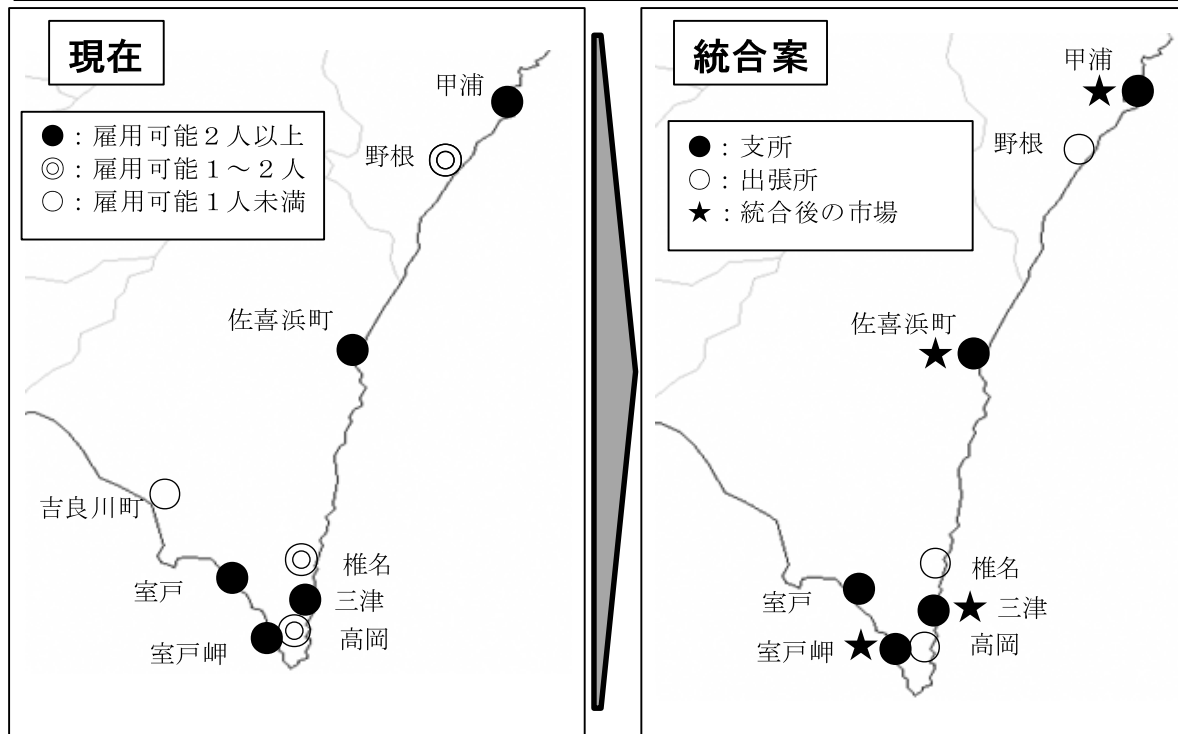 現在
甲浦
●：雇用可能２人以上
◎：雇用可能１～２人
○：雇用可能１人未満
野根
佐喜浜町
吉良川町
椎名
室戸
三津
高岡
室戸岬
統合案
甲浦
●：支所
○：出張所
★：統合後の市場
野根
佐喜浜町
椎名
室戸
三津
高岡
室戸岬